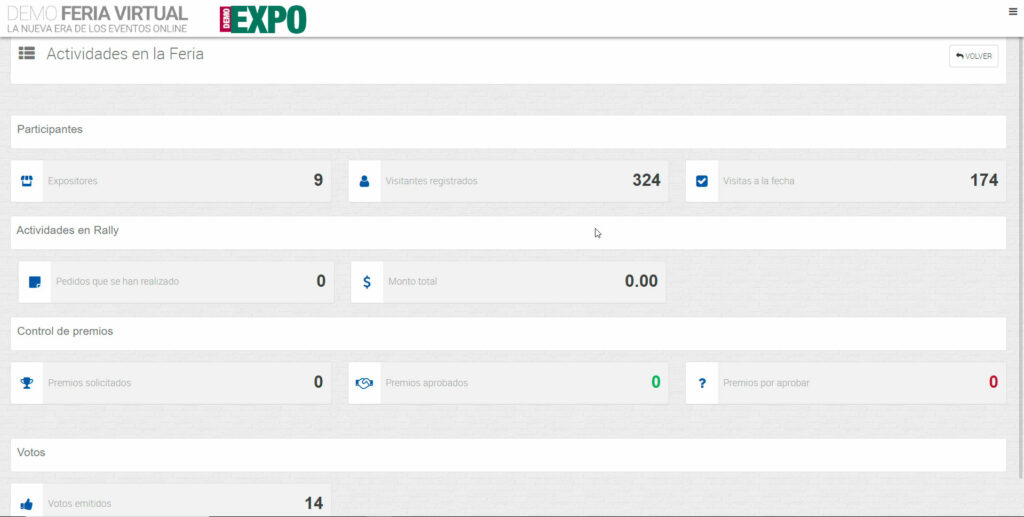 DEMO FERIA VIRTUAL
LA NUEVA ERA DE LOS EVENTOS ONLINE
DEMO EXPO
Actividades en la Feria
VOLVER
Participantes
Expositores 9
Visitantes registrados 324
Visitas a la fecha 174
Actividades en Rally
Pedidos que se han realizado 0
$ Monto total 0.00
Control de premios
Premios solicitados 0
Premios aprobados 0
? Premios por aprobar 0
Votos
Votos emitidos 14